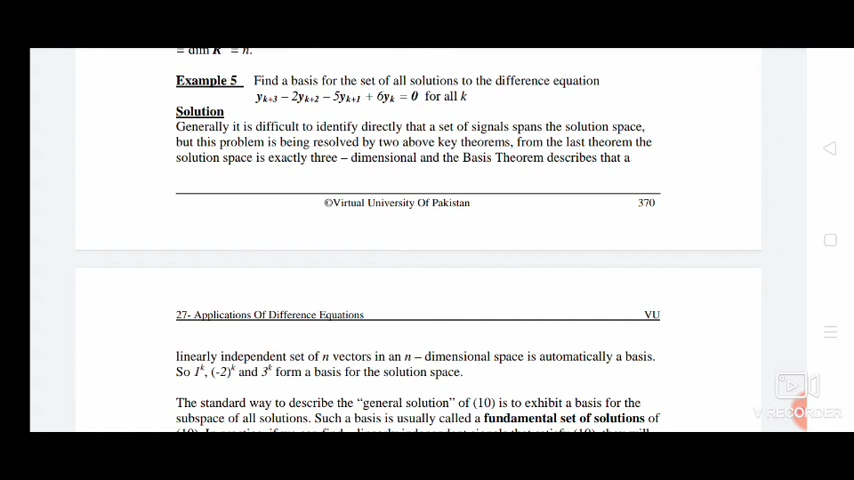 = dim R = n.
Example 5 Find a basis for the set of all solutions to the difference equation
yk+3 – 2yk+2 – 5yk+1 + 6yk = 0 for all k
Solution
Generally it is difficult to identify directly that a set of signals spans the solution space,
but this problem is being resolved by two above key theorems, from the last theorem the
solution space is exactly three – dimensional and the Basis Theorem describes that a
©Virtual University Of Pakistan 370
27- Applications Of Difference Equations VU
linearly independent set of n vectors in an n – dimensional space is automatically a basis.
So 1^k, (-2)^k and 3^k form a basis for the solution space.
The standard way to describe the “general solution” of (10) is to exhibit a basis for the
subspace of all solutions. Such a basis is usually called a fundamental set of solutions of
V RECORDER